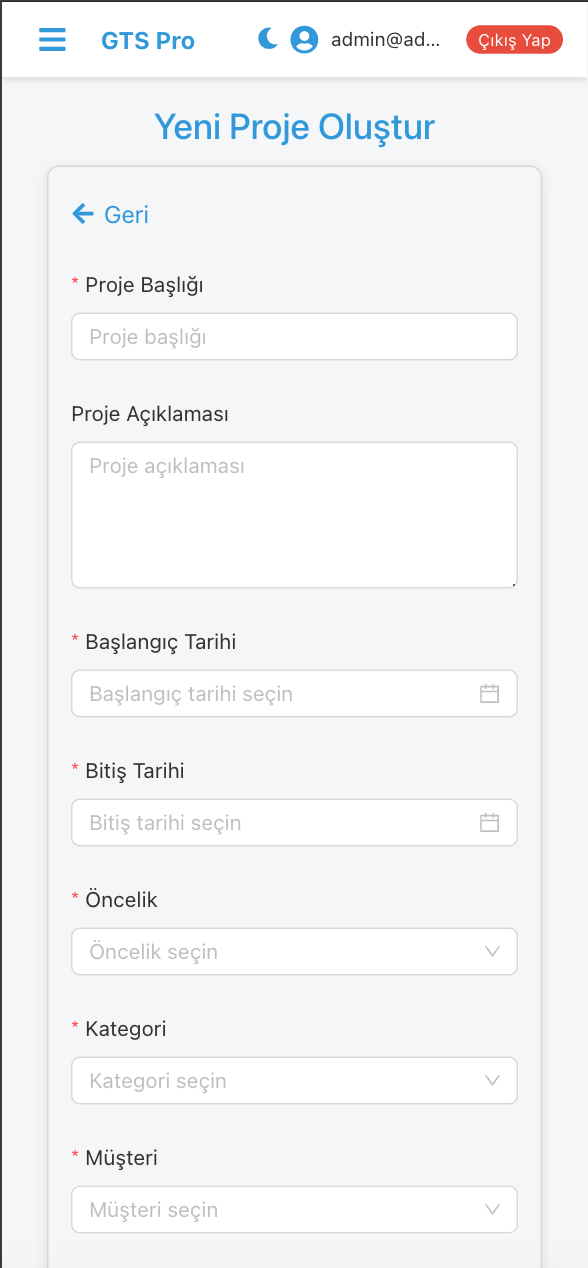 GTS Pro
admin@ad...
Çıkış Yap
Yeni Proje Oluştur
Geri
* Proje Başlığı
Proje başlığı
Proje Açıklaması
Proje açıklaması
* Başlangıç Tarihi
Başlangıç tarihi seçin
* Bitiş Tarihi
Bitiş tarihi seçin
* Öncelik
Öncelik seçin
* Kategori
Kategori seçin
* Müşteri
Müşteri seçin